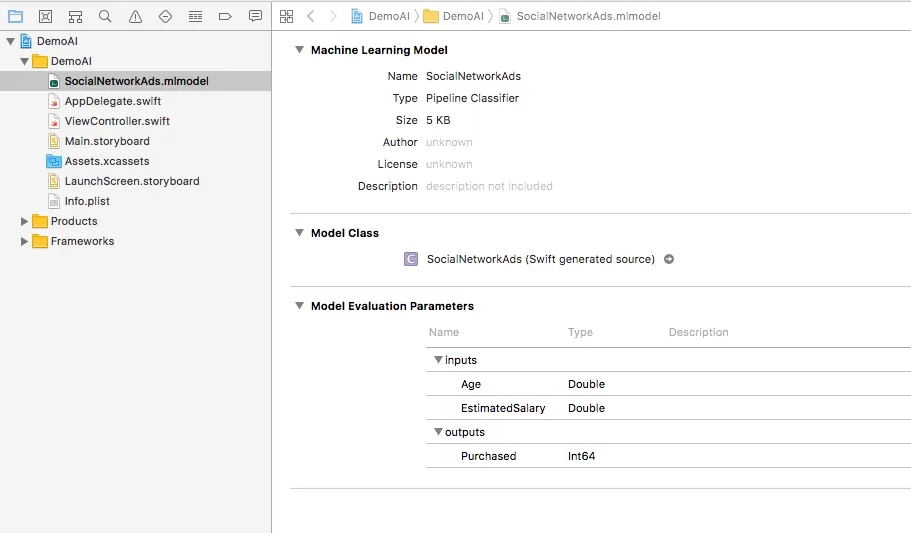 DemoAI
DemoAI
SocialNetworkAds.mlmodel
AppDelegate.swift
ViewController.swift
Main.storyboard
Assets.xcassets
LaunchScreen.storyboard
Info.plist
Products
Frameworks
DemoAI DemoAI SocialNetworkAds.mlmodel
Machine Learning Model
Name SocialNetworkAds
Type Pipeline Classifier
Size 5 KB
Author unknown
License unknown
Description description not included
Model Class
C SocialNetworkAds (Swift generated source)
Model Evaluation Parameters
Name Type Description
inputs
Age Double
EstimatedSalary Double
outputs
Purchased Int64